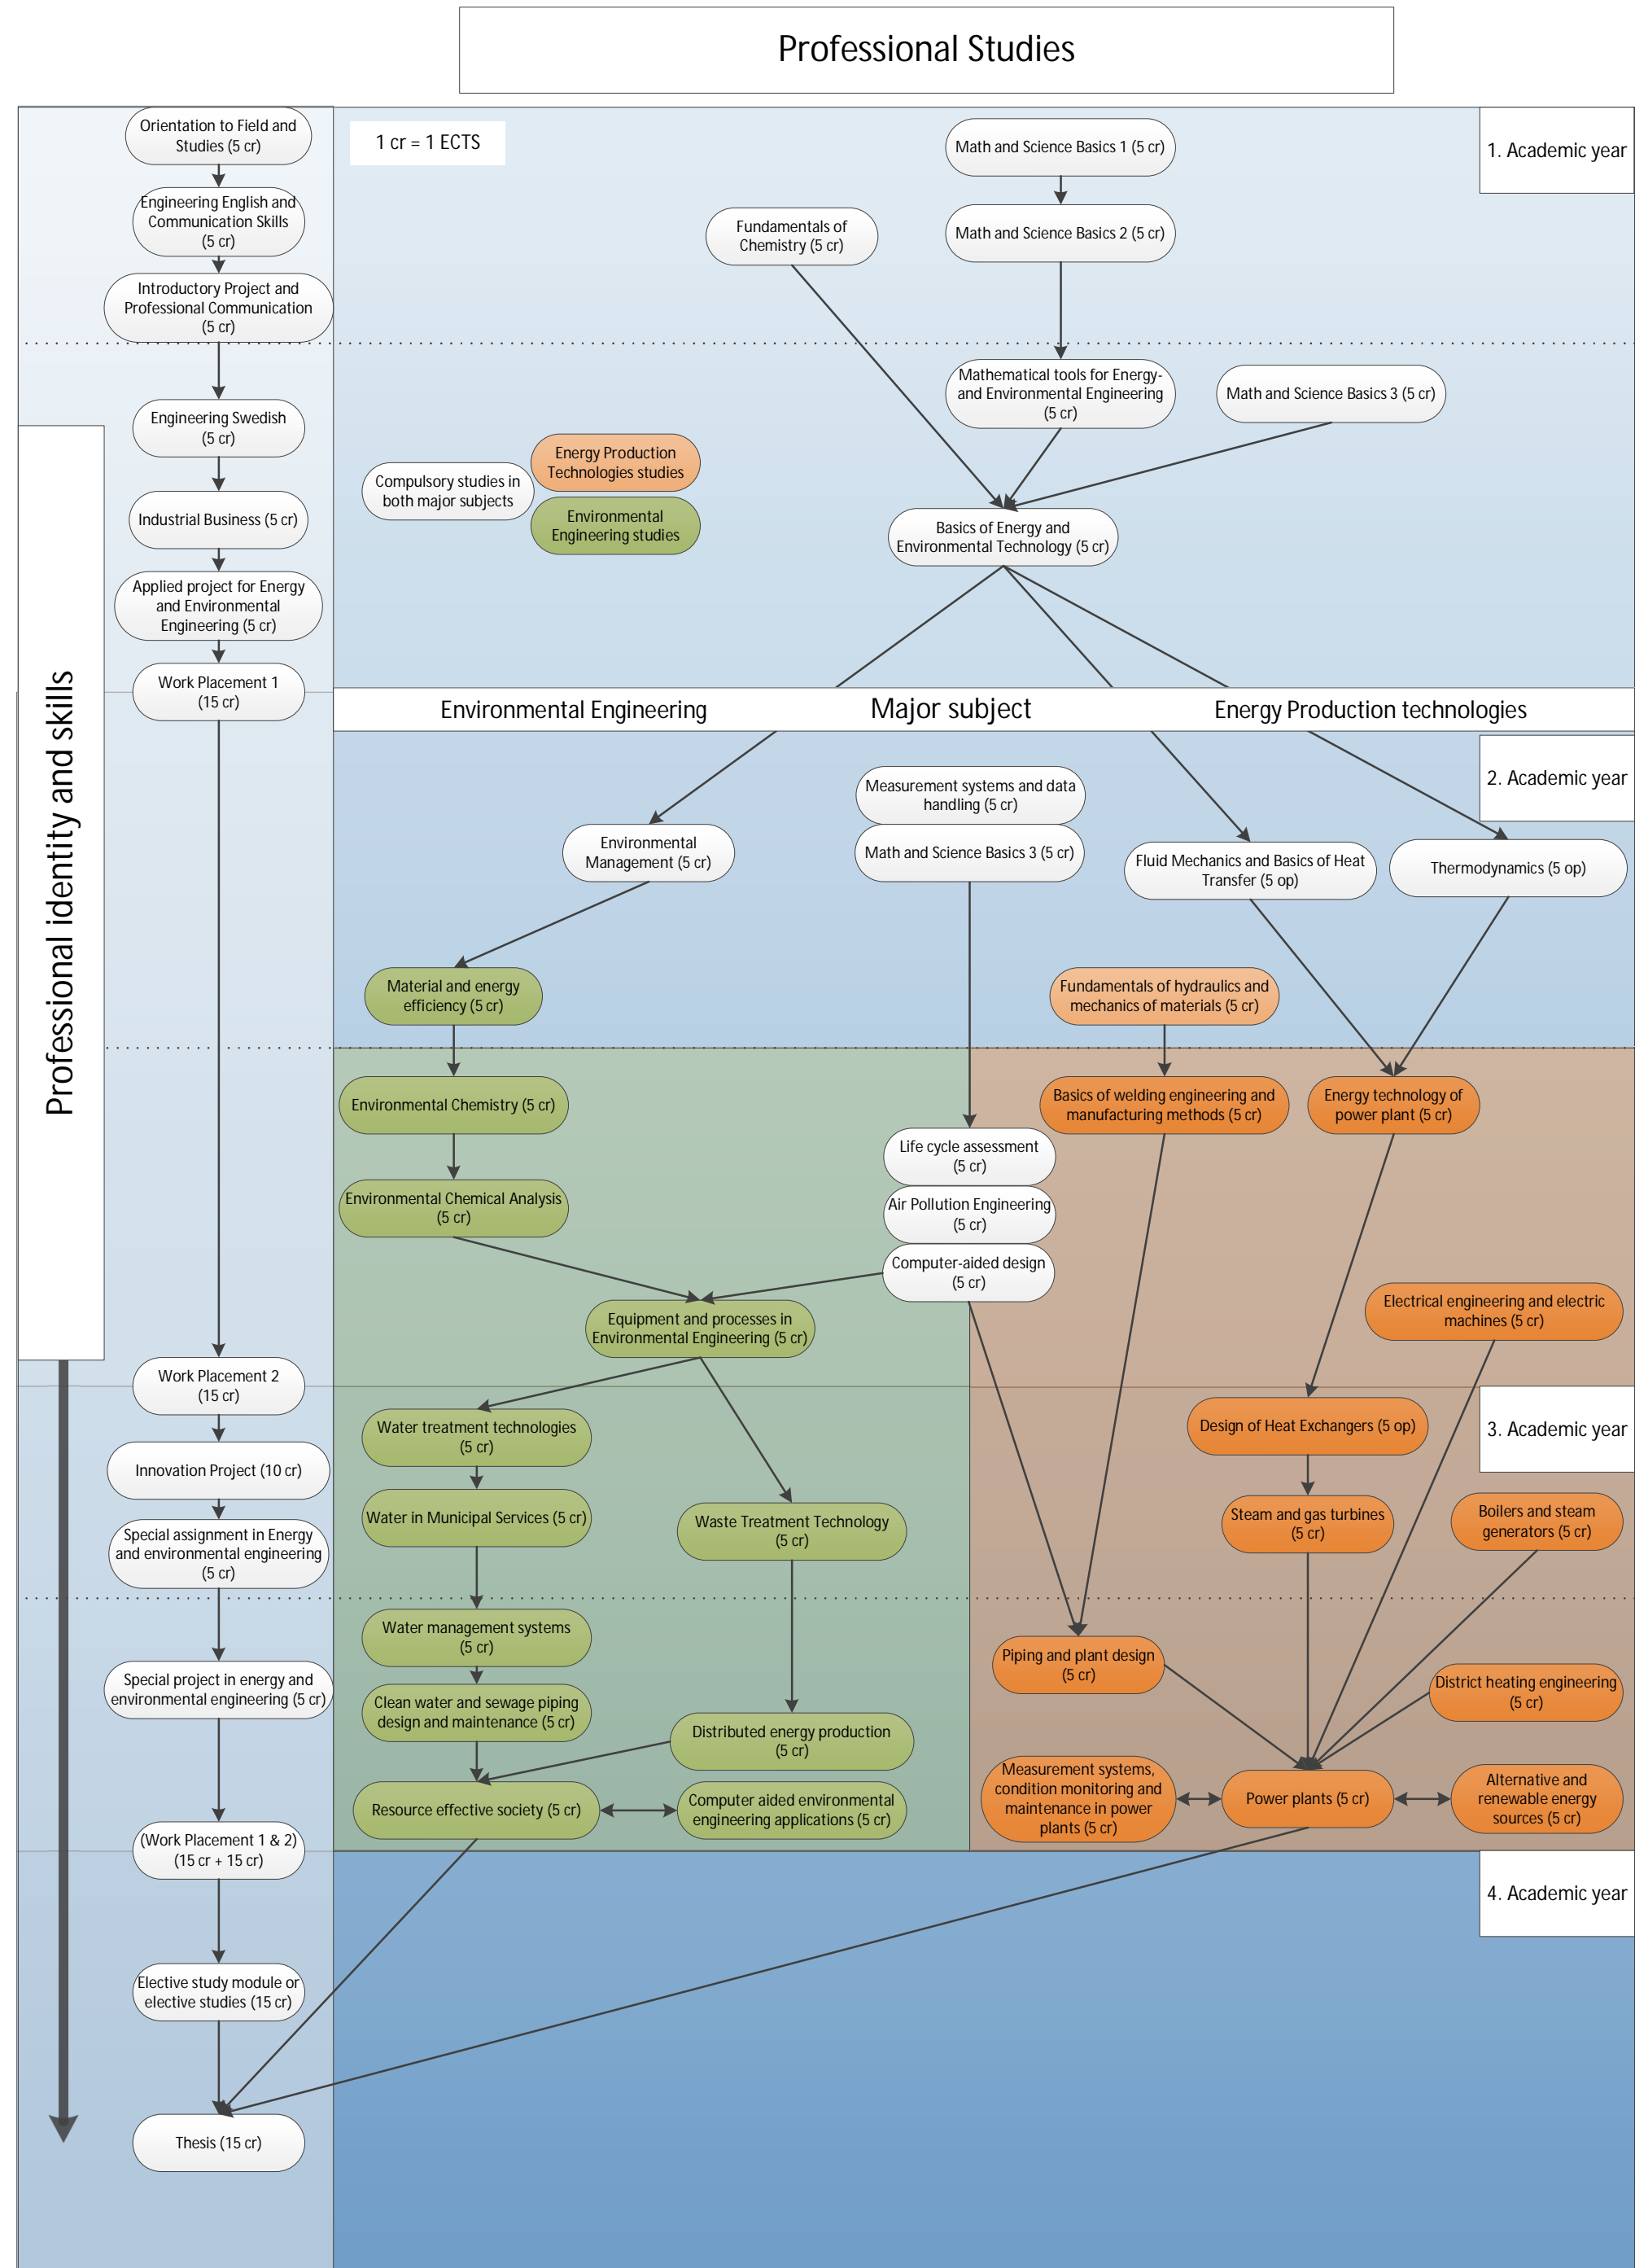 Professional Studies
Orientation to Field and
Studies (5 cr)
Engineering English and
Communication Skills
(5 cr)
Introductory Project and
Professional Communication
(5 cr)
Engineering Swedish
(5 cr)
Industrial Business (5 cr)
Applied project for Energy
and Environmental
Engineering (5 cr)
Work Placement 1
(15 cr)
Professional identity and skills
Work Placement 2
(15 cr)
Innovation Project (10 cr)
Special assignment in Energy
and environmental engineering
(5 cr)
Special project in energy and
environmental engineering (5 cr)
(Work Placement 1 & 2)
(15 cr + 15 cr)
Elective study module or
elective studies (15 cr)
Thesis (15 cr)
1 cr = 1 ECTS
Math and Science Basics 1 (5 cr)
1. Academic year
Fundamentals of
Chemistry (5 cr)
Math and Science Basics 2 (5 cr)
Mathematical tools for Energy-
and Environmental Engineering
(5 cr)
Math and Science Basics 3 (5 cr)
Compulsory studies in
both major subjects
Energy Production
Technologies studies
Environmental
Engineering studies
Basics of Energy and
Environmental Technology (5 cr)
Environmental Engineering
Major subject
Energy Production technologies
2. Academic year
Measurement systems and data
handling (5 cr)
Environmental
Management (5 cr)
Math and Science Basics 3 (5 cr)
Fluid Mechanics and Basics of Heat
Transfer (5 op)
Thermodynamics (5 op)
Material and energy
efficiency (5 cr)
Fundamentals of hydraulics and
mechanics of materials (5 cr)
Environmental Chemistry (5 cr)
Basics of welding engineering and
manufacturing methods (5 cr)
Energy technology of
power plant (5 cr)
Life cycle assessment
(5 cr)
Environmental Chemical Analysis
(5 cr)
Air Pollution Engineering
(5 cr)
Computer-aided design
(5 cr)
Equipment and processes in
Environmental Engineering (5 cr)
Electrical engineering and electric
machines (5 cr)
Water treatment technologies
(5 cr)
Design of Heat Exchangers (5 op)
3. Academic year
Water in Municipal Services (5 cr)
Waste Treatment Technology
(5 cr)
Steam and gas turbines
(5 cr)
Boilers and steam
generators (5 cr)
Water management systems
(5 cr)
Piping and plant design
(5 cr)
District heating engineering
(5 cr)
Clean water and sewage piping
design and maintenance (5 cr)
Distributed energy production
(5 cr)
Resource effective society (5 cr)
Computer aided environmental
engineering applications (5 cr)
Measurement systems,
condition monitoring and
maintenance in power
plants (5 cr)
Power plants (5 cr)
Alternative and
renewable energy
sources (5 cr)
4. Academic year